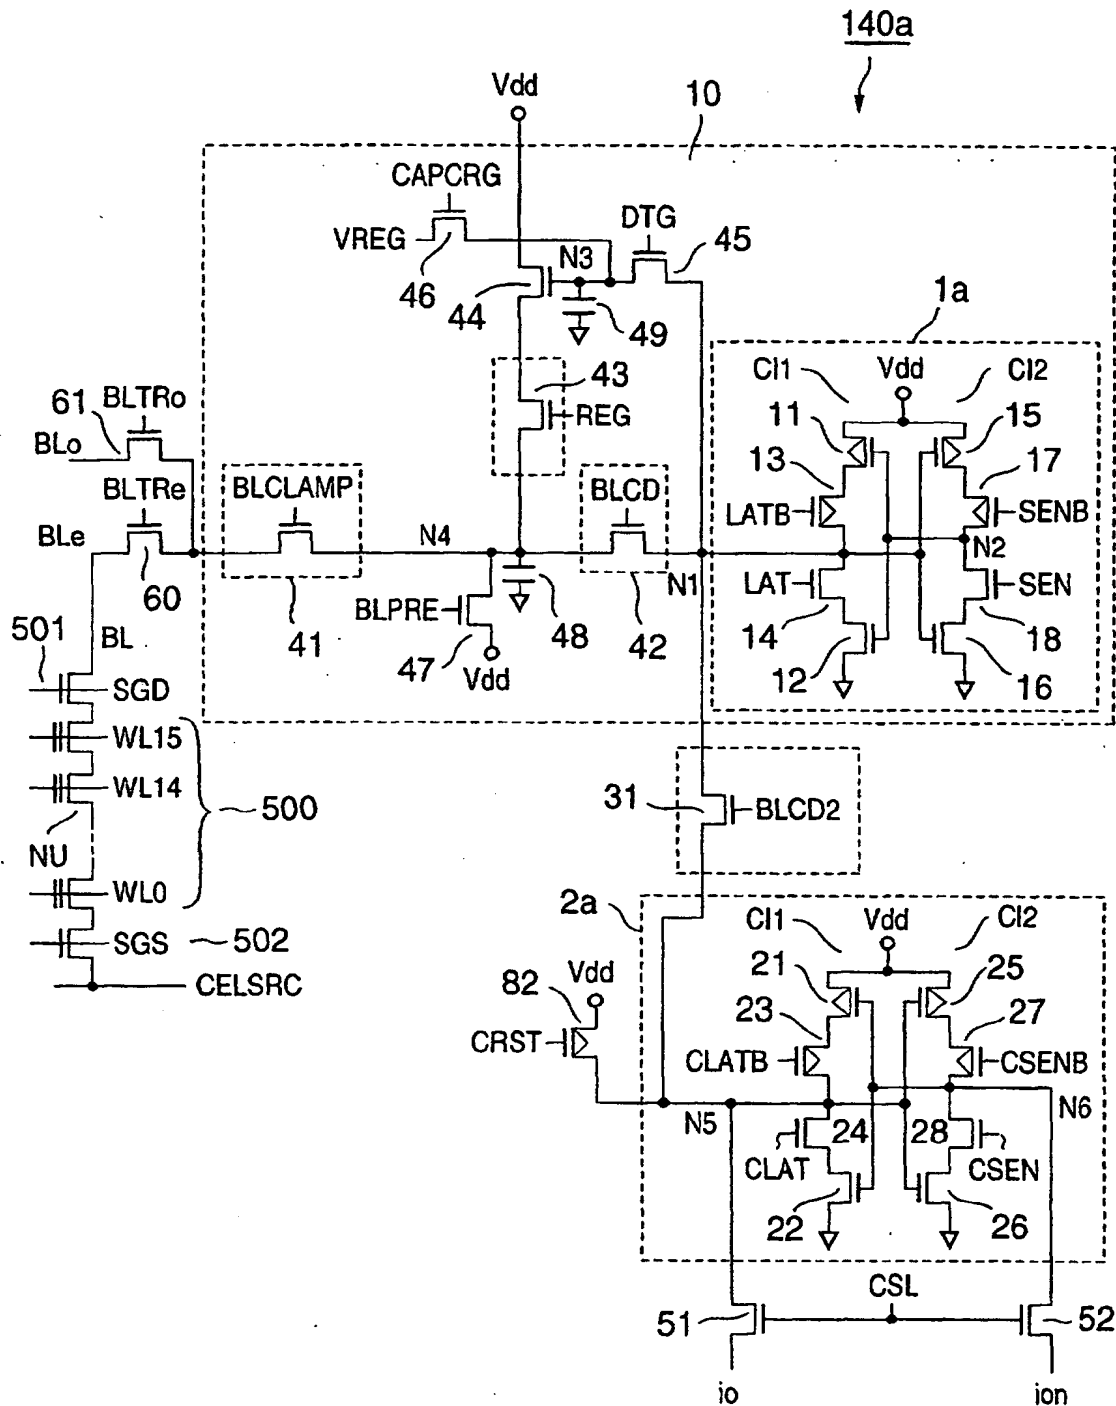 140a
Vdd
10
CAPCRG
DTG
VREG
N3
45
46
44
49
1a
43
REG
CI1
Vdd
CI2
11
15
13
17
LATB
SENB
BLTRo
61
BLo
BLTRe
BLCLAMP
BLCD
BLe
N4
N1
N2
60
LAT
SEN
BLPRE
41
48
42
14
18
47
Vdd
12
16
501
BL
SGD
WL15
WL14
500
NU
WL0
SGS
502
CELSRC
31
BLCD2
2a
CI1
Vdd
CI2
Vdd
82
21
25
23
27
CRST
CLATB
CSENB
N5
N6
24
28
CLAT
CSEN
22
26
CSL
51
52
io
ion